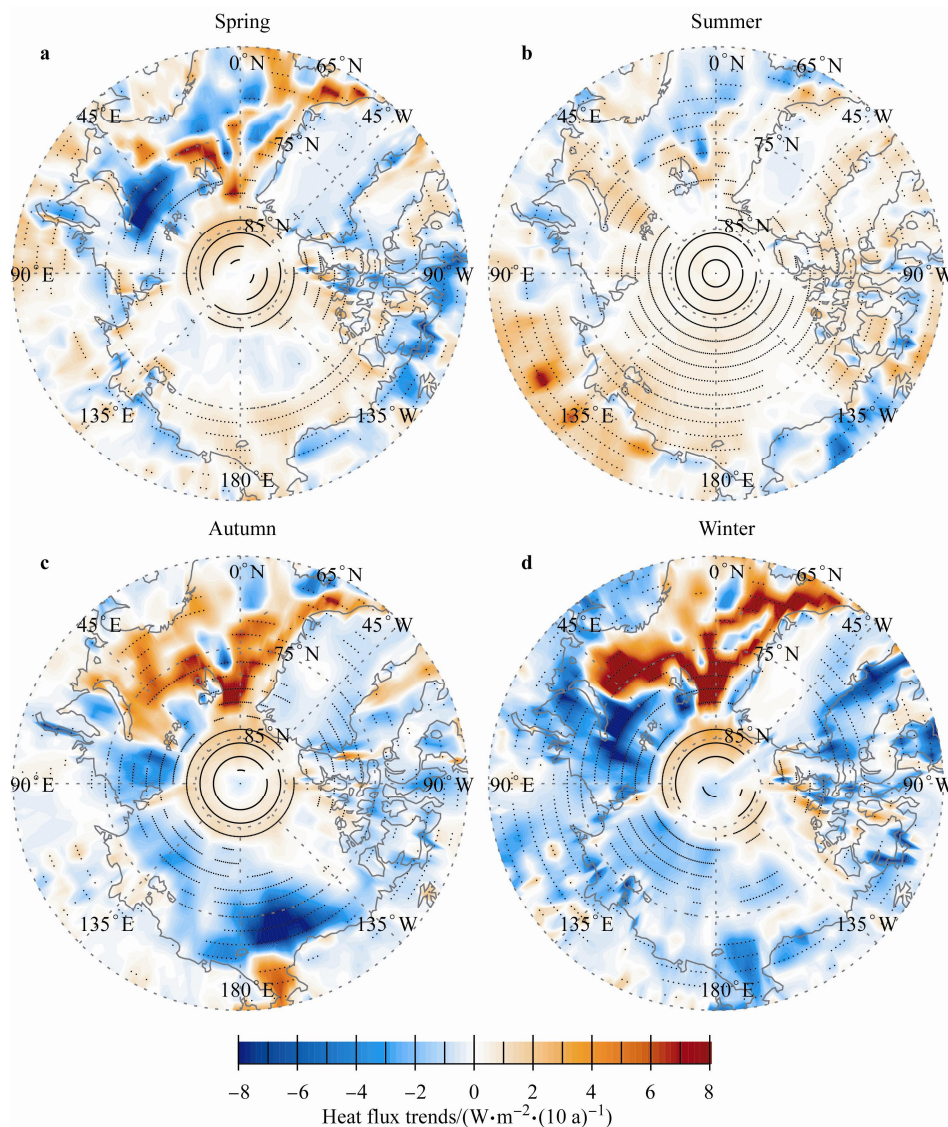 Spring
Summer
a
b
0°N
65°N
45°E
45°W
75°N
85°N
90°E
90°W
135°E
135°W
180°E
0°N
65°N
45°E
45°W
75°N
85°N
90°E
90°W
135°E
135°W
180°E
Autumn
Winter
c
d
0°N
65°N
45°E
45°W
75°N
85°N
90°E
90°W
135°E
135°W
180°E
0°N
65°N
45°E
45°W
75°N
85°N
90°E
90°W
135°E
135°W
180°E
−8 −6 −4 −2 0 2 4 6 8
Heat flux trends/(W•m⁻²•(10 a)⁻¹)